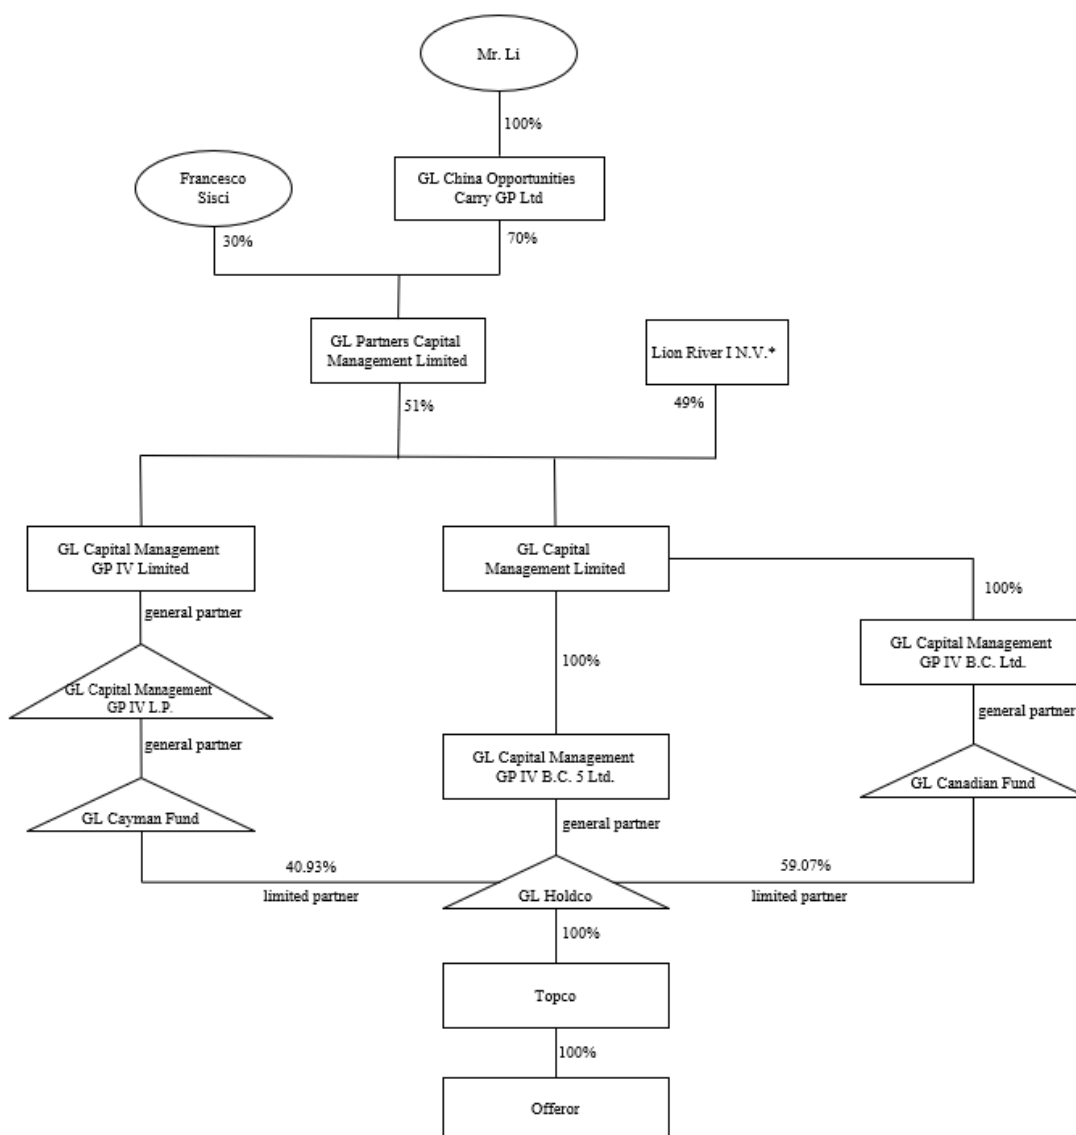 Mr. Li
100%
Francesco
Sisci
GL China Opportunities
Carry GP Ltd
30%
70%
GL Partners Capital
Management Limited
Lion River I N.V.*
51%
49%
GL Capital Management
GP IV Limited
GL Capital
Management Limited
100%
general partner
GL Capital Management
GP IV B.C. Ltd.
100%
GL Capital Management
GP IV L.P.
general partner
general partner
GL Capital Management
GP IV B.C. 5 Ltd.
GL Canadian Fund
GL Cayman Fund
general partner
40.93%
limited partner
59.07%
limited partner
GL Holdco
100%
Topco
100%
Offeror